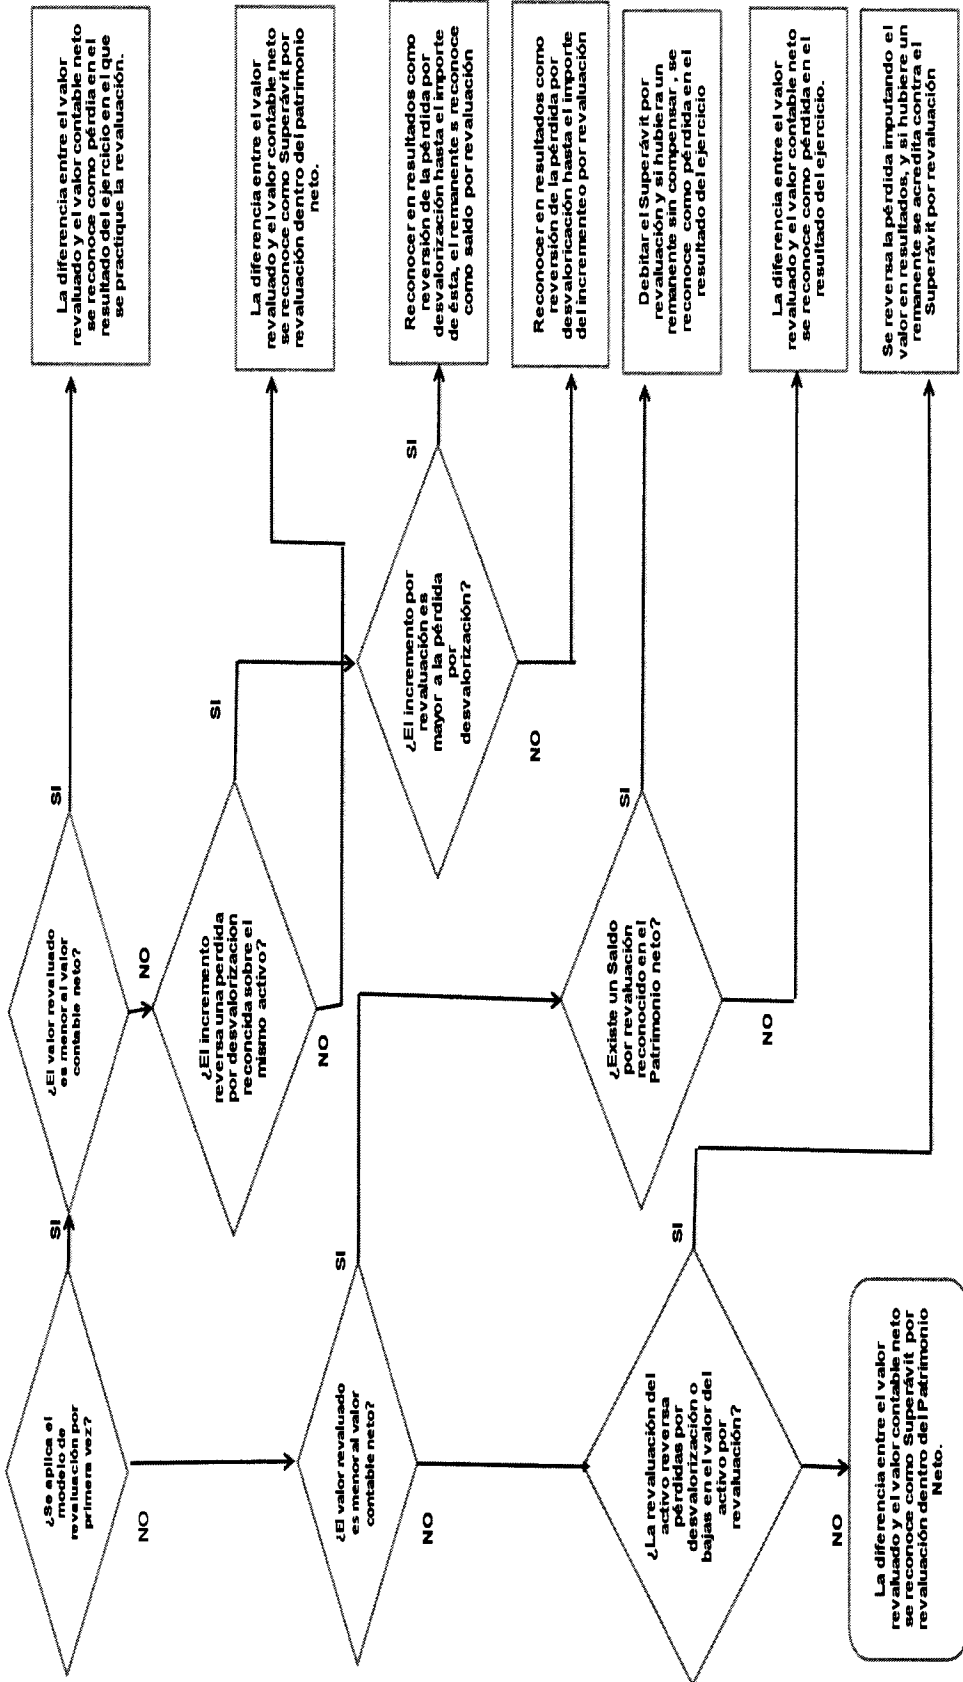 ¿Se aplica el
modelo de
revaluación por
primera vez?
SI
NO
¿El valor revaluado
es menor al valor
contable neto?
SI
NO
La diferencia entre el valor
revaluado y el valor contable neto
se reconoce como pérdia en el
resultado del ejercicio en el que
se practique la revaluación.
¿El incremento
reversa una perdida
por desvalorizacion
reconcida sobre el
mismo activo?
SI
NO
La diferencia entre el valor
revaluado y el valor contable neto
se reconoce como Superávit por
revaluación dentro del patrimonio
neto.
¿El incremento por
revaluación es
mayor a la pérdida
por
desvalorización?
SI
NO
Reconocer en resultados como
reversión de la pérdida por
desvalorización hasta el importe
de ésta, el remanente s reconoce
como saldo por revaluación
Reconocer en resultados como
reversión de la pérdida por
desvaloricación hasta el importe
del incremento por revaluación
¿El valor revaluado
es menor al valor
contable neto?
SI
NO
¿Existe un Saldo
por revaluación
reconocido en el
Patrimonio neto?
SI
NO
Debitar el Superávit por
revaluación y si hubiera un
remanente sin compensar , se
reconoce como pérdida en el
resultado del ejercicio
La diferencia entre el valor
revaluado y el valor contable neto
se reconoce como pérdida en el
resultado del ejercicio.
¿La revaluación del
activo reversa
pérdidas por
desvalorización o
bajas en el valor del
activo por
revaluación?
SI
NO
Se reversa la pérdida imputando el
valor en resultados, y si hubiere un
remanente se acredita contra el
Superávit por revaluación
La diferencia entre el valor
revaluado y el valor contable neto
se reconoce como Superávit por
revaluación dentro del Patrimonio
Neto.